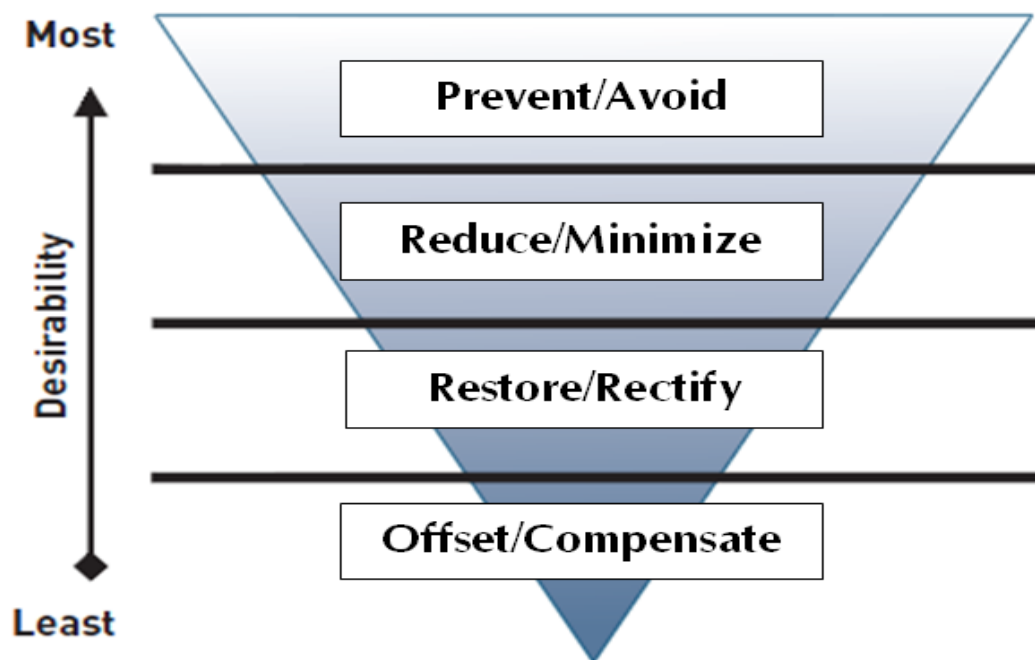 Most
Prevent/Avoid
Reduce/Minimize
Desirability
Restore/Rectify
Offset/Compensate
Least